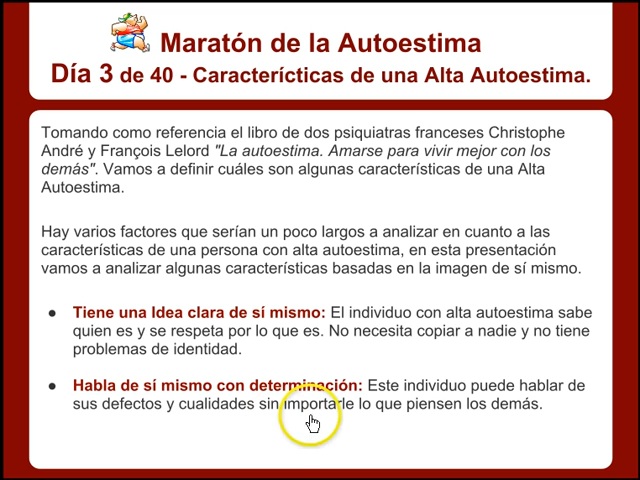 Maratón de la Autoestima
Día 3 de 40 - Caracterícticas de una Alta Autoestima.
Tomando como referencia el libro de dos psiquiatras franceses Christophe
André y François Lelord "La autoestima. Amarse para vivir mejor con los
demás". Vamos a definir cuáles son algunas características de una Alta
Autoestima.
Hay varios factores que serían un poco largos a analizar en cuanto a las
características de una persona con alta autoestima, en esta presentación
vamos a analizar algunas características basadas en la imagen de sí mismo.
● Tiene una Idea clara de sí mismo: El individuo con alta autoestima sabe
quien es y se respeta por lo que es. No necesita copiar a nadie y no tiene
problemas de identidad.
● Habla de sí mismo con determinación: Este individuo puede hablar de
sus defectos y cualidades sin importarle lo que piensen los demás.